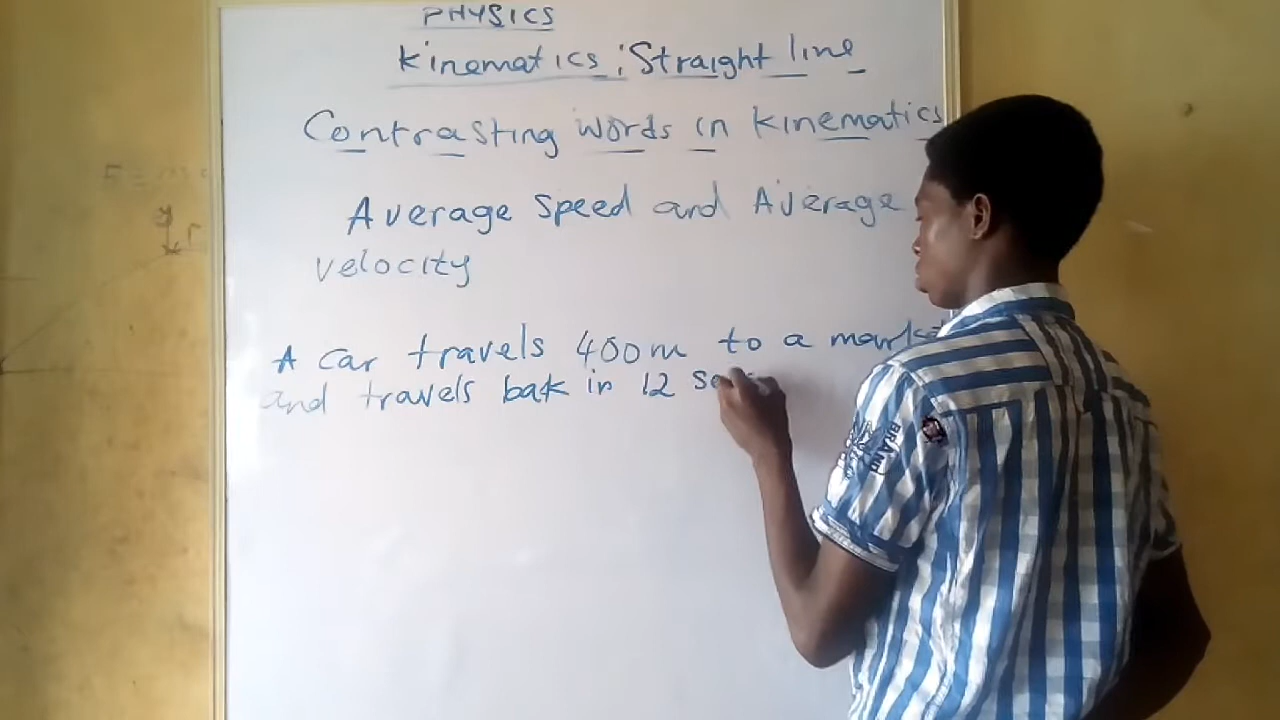 PHYSICS
Kinematics ; Straight line
Contrasting words in kinematics
Average speed and Average
velocity
A car travels 400m to a
and travels bak in 12
BRAND